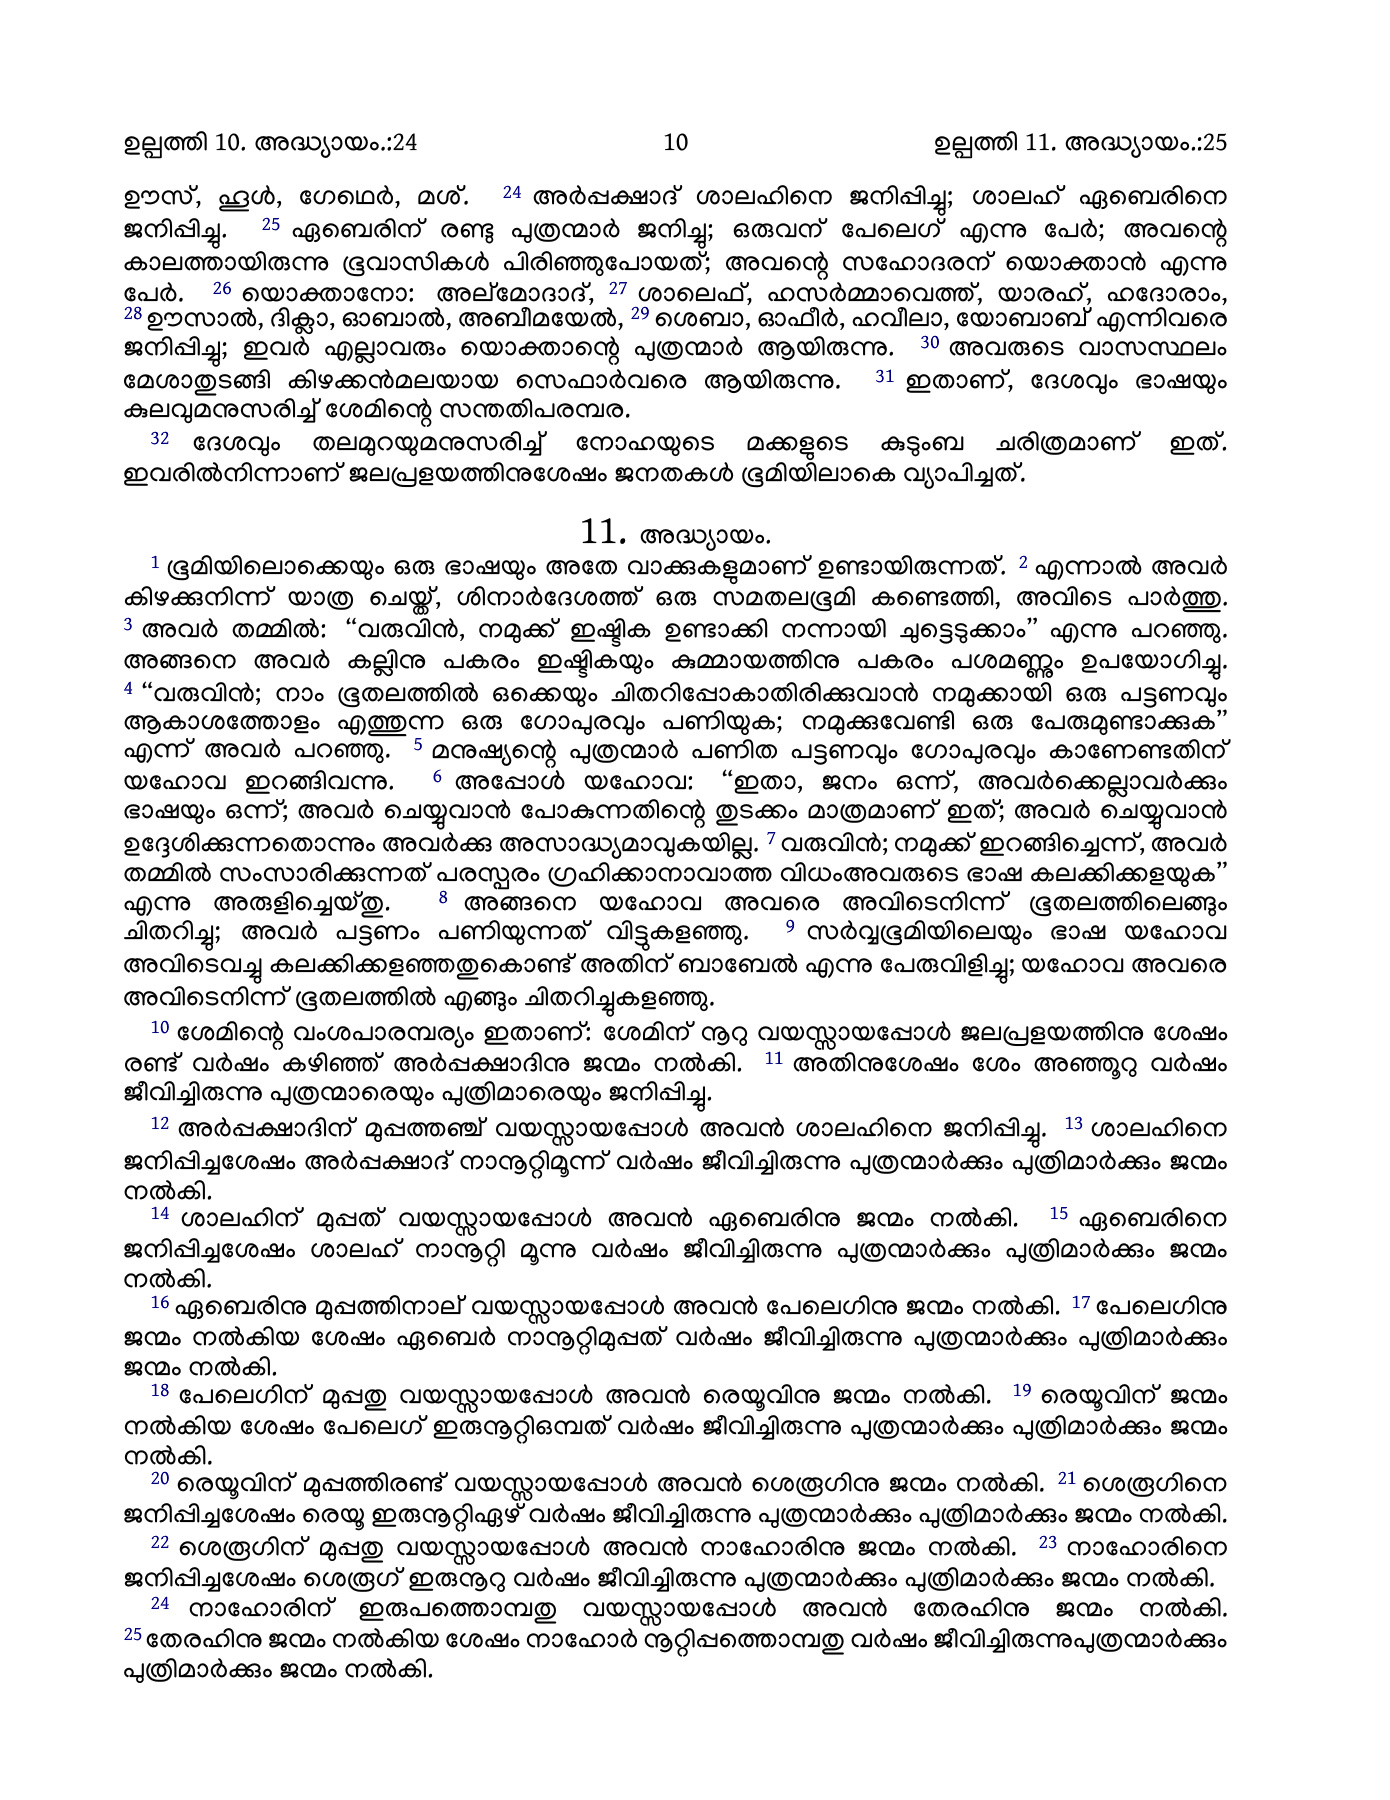 ഉല്പത്തി 10. അദ്ധ്യായം.:24 10 ഉല്പത്തി 11. അദ്ധ്യായം.:25
ഊസ്, ഹൂൾ, ഗേഥെർ, മശ്. 24 അർപ്പക്ഷാദ് ശാലഹിനെ ജനിപ്പിച്ചു; ശാലഹ് ഏബെരിനെ
ജനിപ്പിച്ചു. 25 ഏബെരിന് രണ്ടു പുത്രന്മാർ ജനിച്ചു; ഒരുവന് പേലെഗ് എന്നു പേർ; അവന്റെ
കാലത്തായിരുന്നു ഭൂവാസികൾ പിരിഞ്ഞുപോയത്; അവന്റെ സഹോദരന് യൊക്താൻ എന്നു
പേർ. 26 യൊക്താനോ: അല്മോദാദ്, 27 ശാലെഫ്, ഹസർമ്മാവെത്ത്, യാരഹ്, ഹദോരാം,
28 ഊസാൽ, ദിക്ലാ, ഓബാൽ, അബീമയേൽ, 29 ശെബാ, ഓഫീർ, ഹവീലാ, യോബാബ് എന്നിവരെ
ജനിപ്പിച്ചു; ഇവർ എല്ലാവരും യൊക്താന്റെ പുത്രന്മാർ ആയിരുന്നു. 30 അവരുടെ വാസസ്ഥലം
മേശാതുടങ്ങി കിഴക്കൻമലയായ സെഫാർവരെ ആയിരുന്നു. 31 ഇതാണ്, ദേശവും ഭാഷയും
കുലവുമനുസരിച്ച് ശേമിന്റെ സന്തതിപരമ്പര.
32 ദേശവും തലമുറയുമനുസരിച്ച് നോഹയുടെ മക്കളുടെ കുടുംബ ചരിത്രമാണ് ഇത്.
ഇവരിൽനിന്നാണ് ജലപ്രളയത്തിനുശേഷം ജനതകൾ ഭൂമിയിലാകെ വ്യാപിച്ചത്.
11. അദ്ധ്യായം.
1 ഭൂമിയിലൊക്കെയും ഒരു ഭാഷയും അതേ വാക്കുകളുമാണ് ഉണ്ടായിരുന്നത്. 2 എന്നാൽ അവർ
കിഴക്കുനിന്ന് യാത്ര ചെയ്ത്, ശിനാർദേശത്ത് ഒരു സമതലഭൂമി കണ്ടെത്തി, അവിടെ പാർത്തു.
3 അവർ തമ്മിൽ: “വരുവിൻ, നമുക്ക് ഇഷ്ടിക ഉണ്ടാക്കി നന്നായി ചുട്ടെടുക്കാം” എന്നു പറഞ്ഞു.
അങ്ങനെ അവർ കല്ലിനു പകരം ഇഷ്ടികയും കുമ്മായത്തിനു പകരം പശമണ്ണും ഉപയോഗിച്ചു.
4 “വരുവിൻ; നാം ഭൂതലത്തിൽ ഒക്കെയും ചിതറിപ്പോകാതിരിക്കുവാൻ നമുക്കായി ഒരു പട്ടണവും
ആകാശത്തോളം എത്തുന്ന ഒരു ഗോപുരവും പണിയുക; നമുക്കുവേണ്ടി ഒരു പേരുമുണ്ടാക്കുക”
എന്ന് അവർ പറഞ്ഞു. 5 മനുഷ്യന്റെ പുത്രന്മാർ പണിത പട്ടണവും ഗോപുരവും കാണേണ്ടതിന്
യഹോവ ഇറങ്ങിവന്നു. 6 അപ്പോൾ യഹോവ: “ഇതാ, ജനം ഒന്ന്, അവർക്കെല്ലാവർക്കും
ഭാഷയും ഒന്ന്; അവർ ചെയ്യുവാൻ പോകുന്നതിന്റെ തുടക്കം മാത്രമാണ് ഇത്; അവർ ചെയ്യുവാൻ
ഉദ്ദേശിക്കുന്നതൊന്നും അവർക്കു അസാദ്ധ്യമാവുകയില്ല. 7 വരുവിൻ; നമുക്ക് ഇറങ്ങിച്ചെന്ന്, അവർ
തമ്മിൽ സംസാരിക്കുന്നത് പരസ്പരം ഗ്രഹിക്കാനാവാത്ത വിധംഅവരുടെ ഭാഷ കലക്കിക്കളയുക”
എന്നു അരുളിച്ചെയ്തു. 8 അങ്ങനെ യഹോവ അവരെ അവിടെനിന്ന് ഭൂതലത്തിലെങ്ങും
ചിതറിച്ചു; അവർ പട്ടണം പണിയുന്നത് വിട്ടുകളഞ്ഞു. 9 സർവ്വഭൂമിയിലെയും ഭാഷ യഹോവ
അവിടെവച്ചു കലക്കിക്കളഞ്ഞതുകൊണ്ട് അതിന് ബാബേൽ എന്നു പേരുവിളിച്ചു; യഹോവ അവരെ
അവിടെനിന്ന് ഭൂതലത്തിൽ എങ്ങും ചിതറിച്ചുകളഞ്ഞു.
10 ശേമിന്റെ വംശപാരമ്പര്യം ഇതാണ്: ശേമിന് നൂറു വയസ്സായപ്പോൾ ജലപ്രളയത്തിനു ശേഷം
രണ്ട് വർഷം കഴിഞ്ഞ് അർപ്പക്ഷാദിനു ജന്മം നൽകി. 11 അതിനുശേഷം ശേം അഞ്ഞൂറു വർഷം
ജീവിച്ചിരുന്നു പുത്രന്മാരെയും പുത്രിമാരെയും ജനിപ്പിച്ചു.
12 അർപ്പക്ഷാദിന് മുപ്പത്തഞ്ച് വയസ്സായപ്പോൾ അവൻ ശാലഹിനെ ജനിപ്പിച്ചു. 13 ശാലഹിനെ
ജനിപ്പിച്ചശേഷം അർപ്പക്ഷാദ് നാനൂറ്റിമൂന്ന് വർഷം ജീവിച്ചിരുന്നു പുത്രന്മാർക്കും പുത്രിമാർക്കും ജന്മം
നൽകി.
14 ശാലഹിന് മുപ്പത് വയസ്സായപ്പോൾ അവൻ ഏബെരിനു ജന്മം നൽകി. 15 ഏബെരിനെ
ജനിപ്പിച്ചശേഷം ശാലഹ് നാനൂറ്റി മൂന്നു വർഷം ജീവിച്ചിരുന്നു പുത്രന്മാർക്കും പുത്രിമാർക്കും ജന്മം
നൽകി.
16 ഏബെരിനു മുപ്പത്തിനാല് വയസ്സായപ്പോൾ അവൻ പേലെഗിനു ജന്മം നൽകി. 17 പേലെഗിനു
ജന്മം നൽകിയ ശേഷം ഏബെർ നാനൂറ്റിമുപ്പത് വർഷം ജീവിച്ചിരുന്നു പുത്രന്മാർക്കും പുത്രിമാർക്കും
ജന്മം നൽകി.
18 പേലെഗിന് മുപ്പതു വയസ്സായപ്പോൾ അവൻ രെയൂവിനു ജന്മം നൽകി. 19 രെയൂവിന് ജന്മം
നൽകിയ ശേഷം പേലെഗ് ഇരുനൂറ്റിഒമ്പത് വർഷം ജീവിച്ചിരുന്നു പുത്രന്മാർക്കും പുത്രിമാർക്കും ജന്മം
നൽകി.
20 രെയൂവിന് മുപ്പത്തിരണ്ട് വയസ്സായപ്പോൾ അവൻ ശെരൂഗിനു ജന്മം നൽകി. 21 ശെരൂഗിനെ
ജനിപ്പിച്ചശേഷം രെയൂ ഇരുനൂറ്റിഏഴ് വർഷം ജീവിച്ചിരുന്നു പുത്രന്മാർക്കും പുത്രിമാർക്കും ജന്മം നൽകി.
22 ശെരൂഗിന് മുപ്പതു വയസ്സായപ്പോൾ അവൻ നാഹോരിനു ജന്മം നൽകി. 23 നാഹോരിനെ
ജനിപ്പിച്ചശേഷം ശെരൂഗ് ഇരുനൂറു വർഷം ജീവിച്ചിരുന്നു പുത്രന്മാർക്കും പുത്രിമാർക്കും ജന്മം നൽകി.
24 നാഹോരിന് ഇരുപത്തൊമ്പതു വയസ്സായപ്പോൾ അവൻ തേരഹിനു ജന്മം നൽകി.
25 തേരഹിനു ജന്മം നൽകിയ ശേഷം നാഹോർ നൂറ്റിപ്പത്തൊമ്പതു വർഷം ജീവിച്ചിരുന്നുപുത്രന്മാർക്കും
പുത്രിമാർക്കും ജന്മം നൽകി.